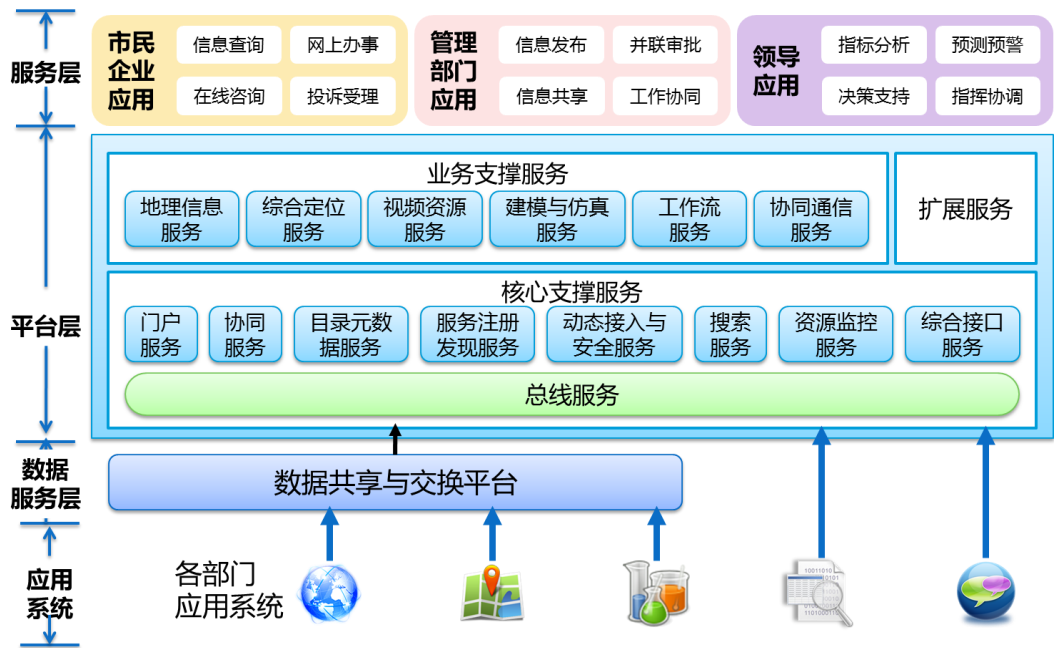 服务层
市民
企业
应用
信息查询
网上办事
在线咨询
投诉受理
管理
部门
应用
信息发布
并联审批
信息共享
工作协同
领导
应用
指标分析
预测预警
决策支持
指挥协调
平台层
业务支撑服务
地理信息
服务
综合定位
服务
视频资源
服务
建模与仿真
服务
工作流
服务
协同通信
服务
扩展服务
核心支撑服务
门户
服务
协同
服务
目录元数
据服务
服务注册
发现服务
动态接入与
安全服务
搜索
服务
资源监控
服务
综合接口
服务
总线服务
数据
服务层
数据共享与交换平台
应用
系统
各部门
应用系统